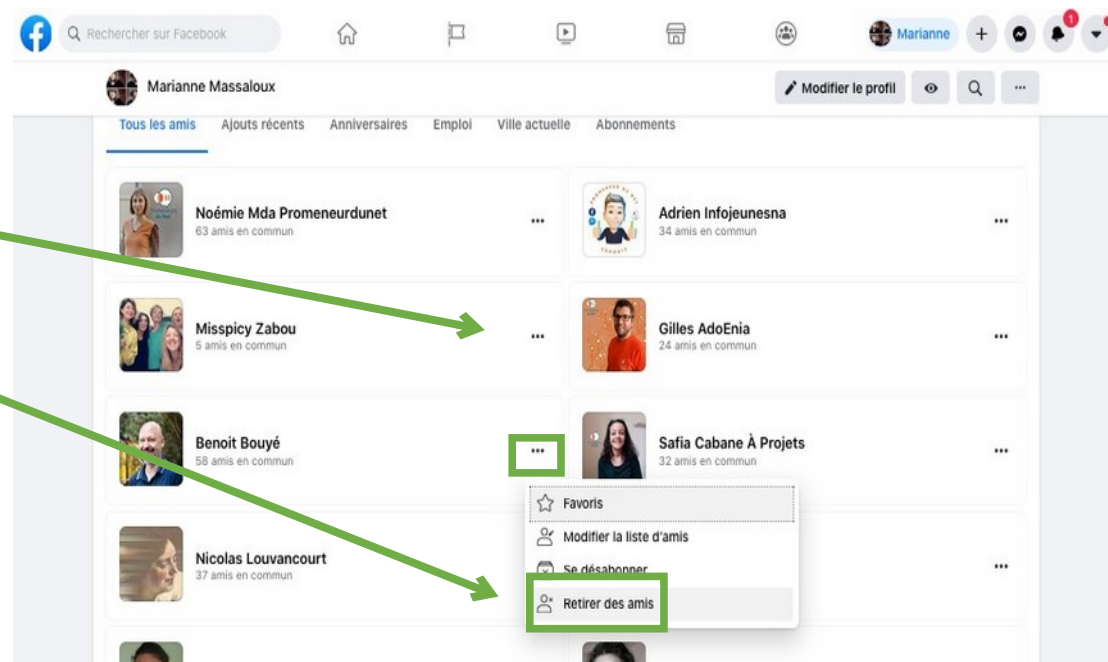 Rechercher sur Facebook
Marianne
1
Marianne Massaloux
Modifier le profil
Tous les amis Ajouts récents Anniversaires Emploi Ville actuelle Abonnements
Noémie Mda Promeneurdunet
63 amis en commun
Adrien Infojeunesna
34 amis en commun
Misspicy Zabou
5 amis en commun
Gilles AdoEnia
24 amis en commun
Benoit Bouyé
58 amis en commun
Safia Cabane À Projets
32 amis en commun
Favoris
Modifier la liste d'amis
Se désabonner
Retirer des amis
Nicolas Louvancourt
37 amis en commun